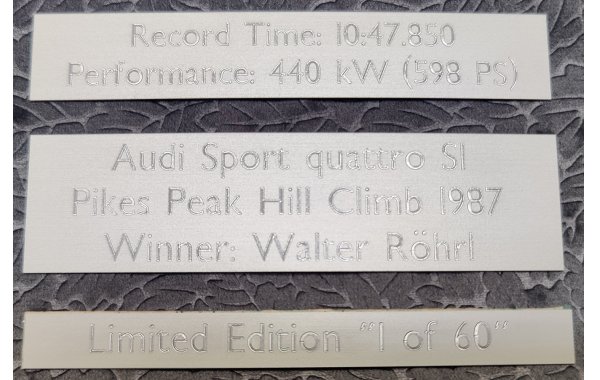 Record Time: 10:47.850
Performance: 440 kW (598 PS)
Audi Sport quattro S1
Pikes Peak Hill Climb 1987
Winner: Walter Röhrl
Limited Edition "1 of 60"